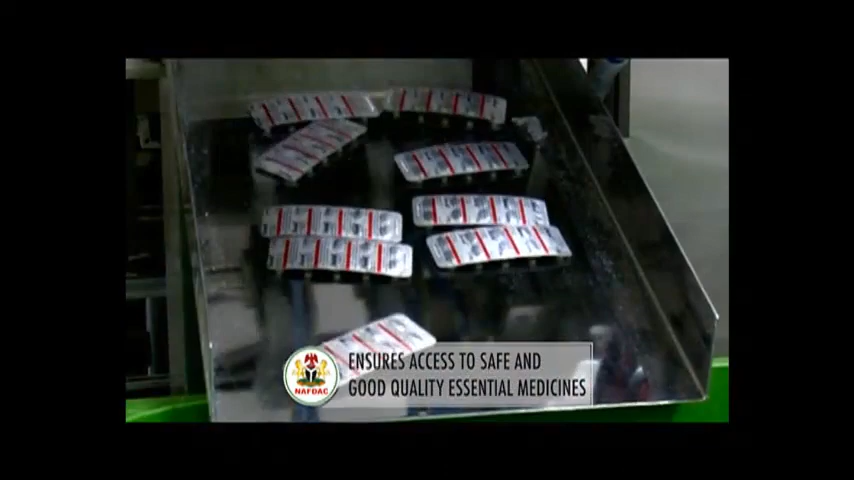 ENSURES ACCESS TO SAFE AND
GOOD QUALITY ESSENTIAL MEDICINES
NAFDAC